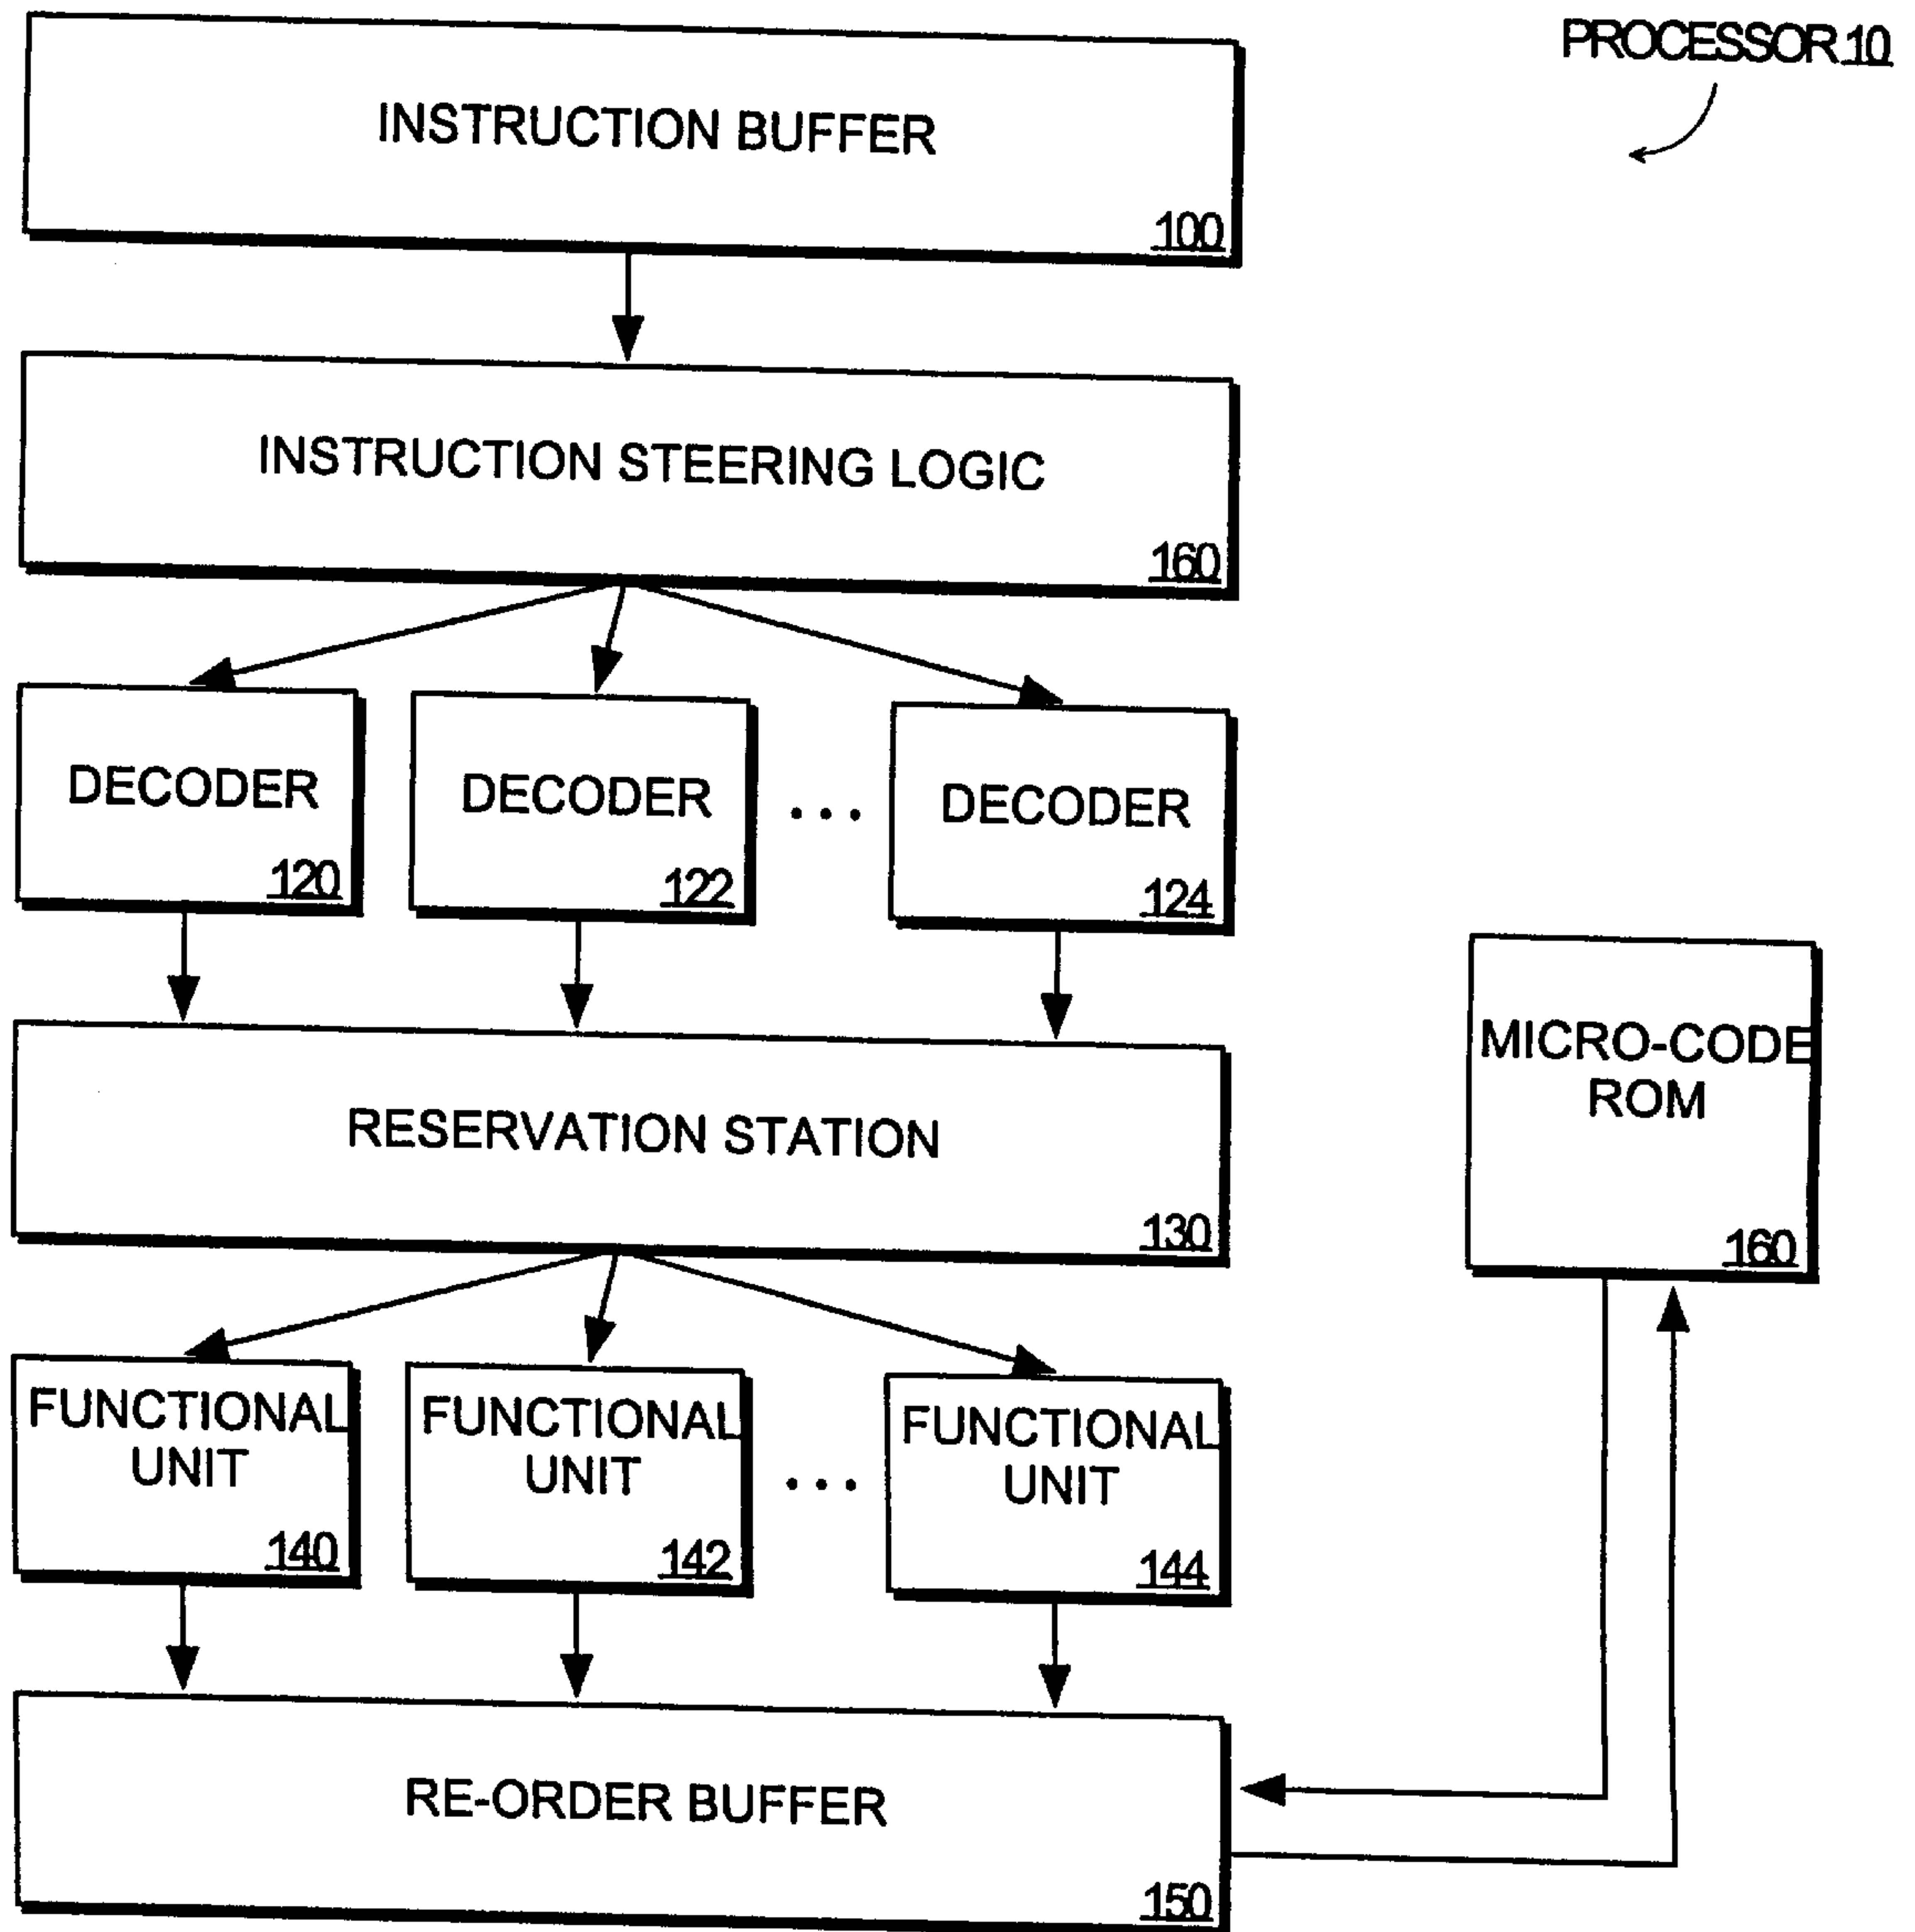 PROCESSOR 10
INSTRUCTION BUFFER
100
INSTRUCTION STEERING LOGIC
160
DECODER
120
DECODER
122
...
DECODER
124
RESERVATION STATION
130
MICRO-CODE
ROM
160
FUNCTIONAL
UNIT
140
FUNCTIONAL
UNIT
142
...
FUNCTIONAL
UNIT
144
RE-ORDER BUFFER
150